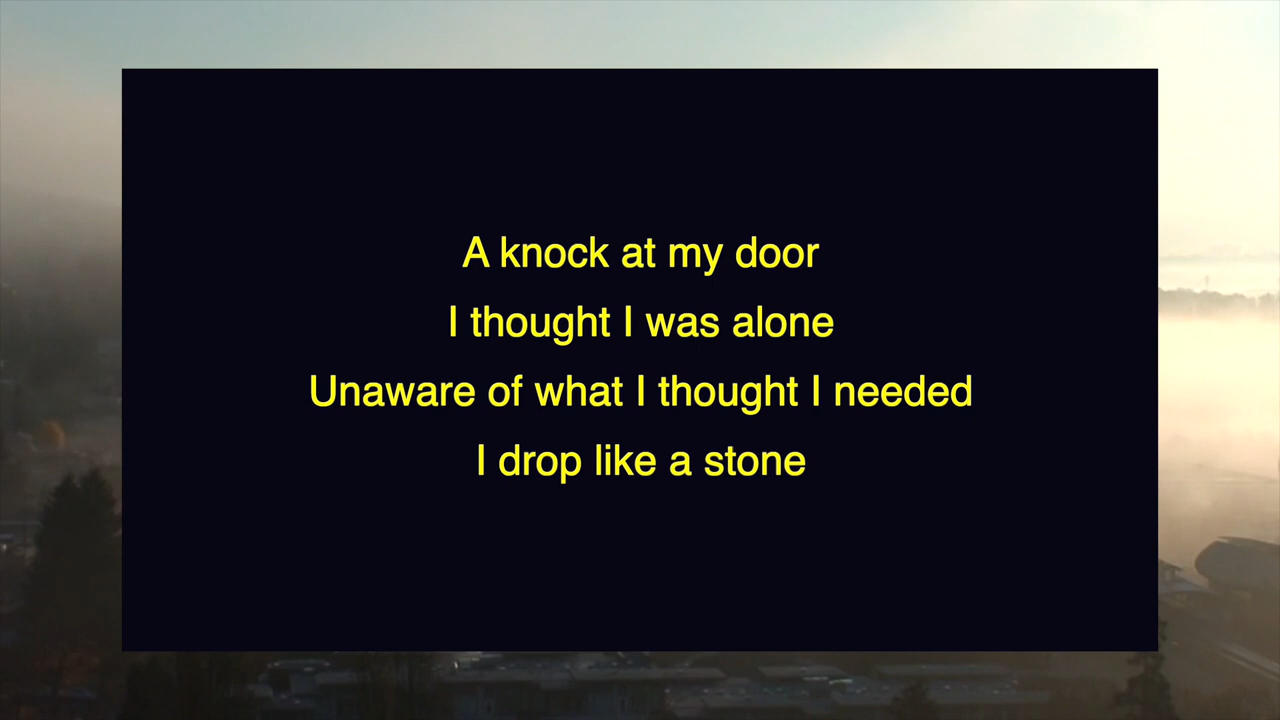 A knock at my door
I thought I was alone
Unaware of what I thought I needed
I drop like a stone